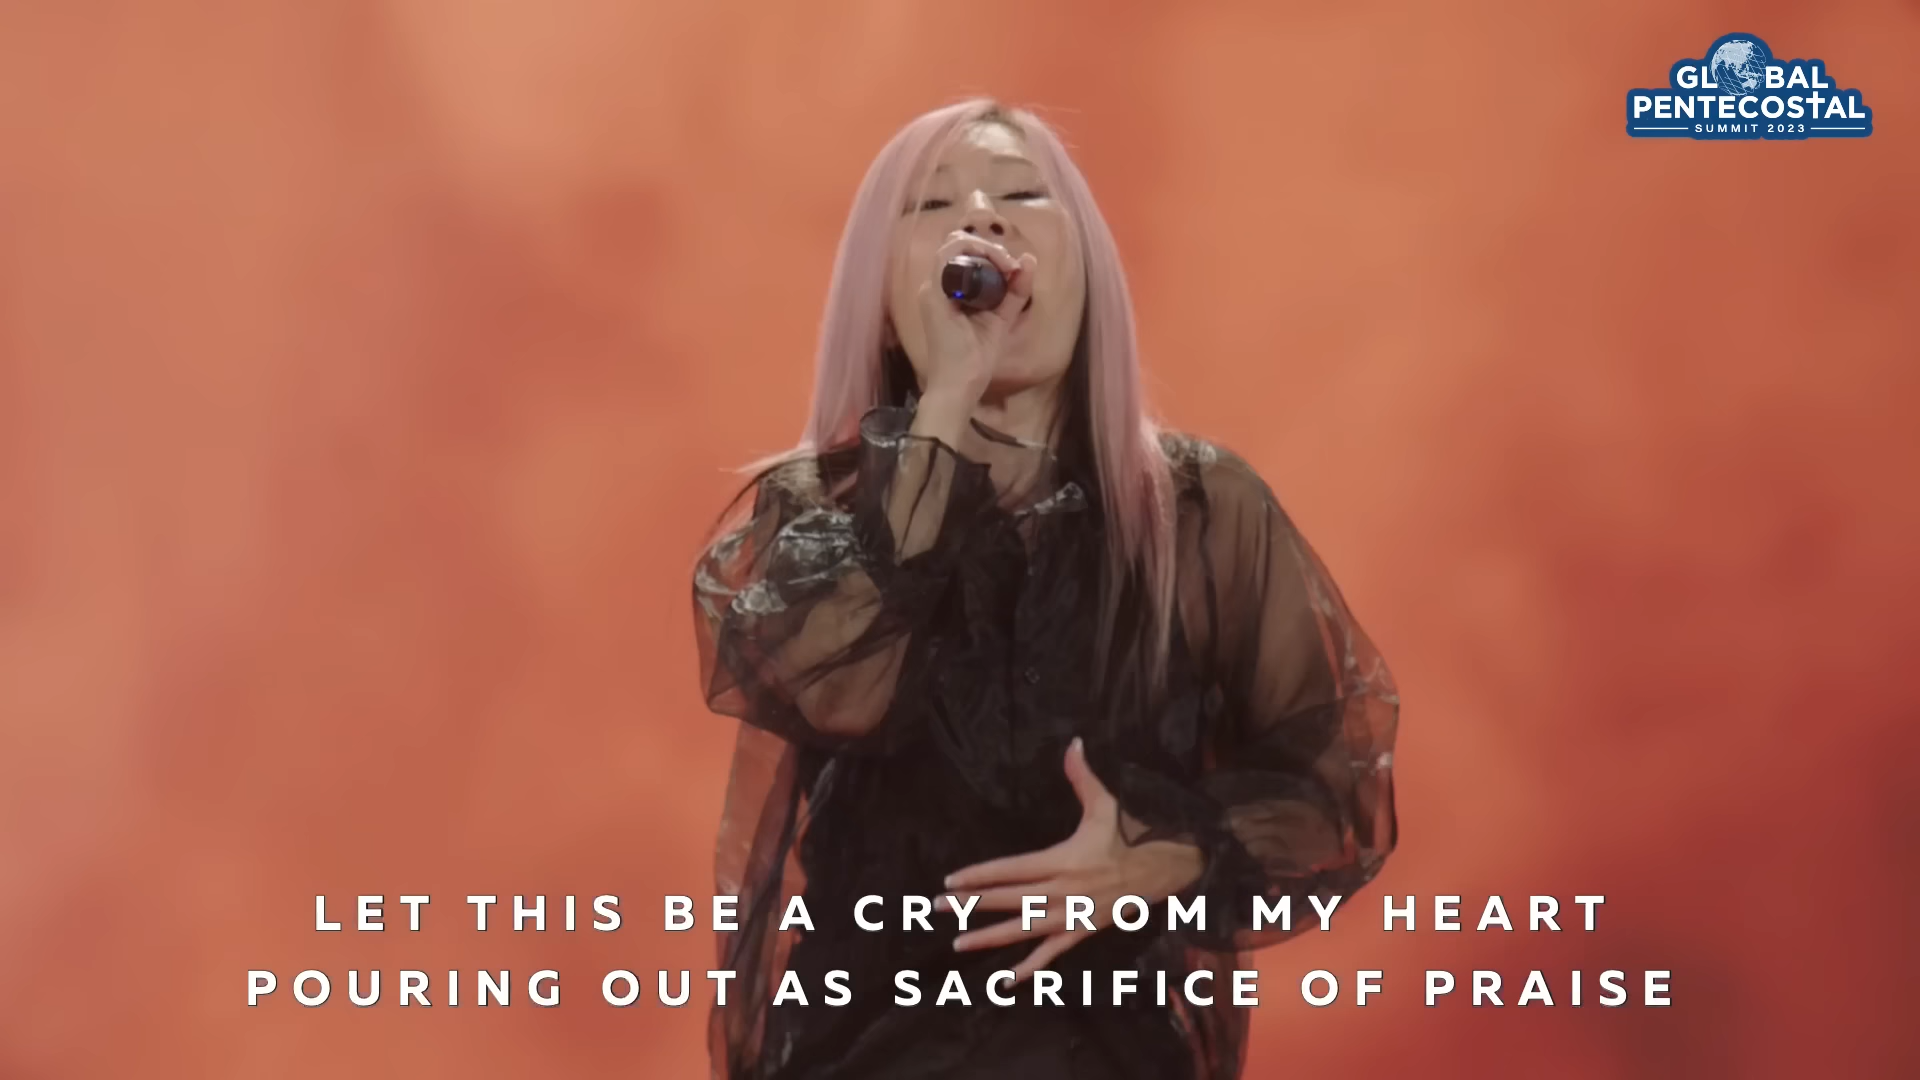 GLOBAL
PENTECOSTAL
SUMMIT 2023
LET THIS BE A CRY FROM MY HEART
POURING OUT AS SACRIFICE OF PRAISE